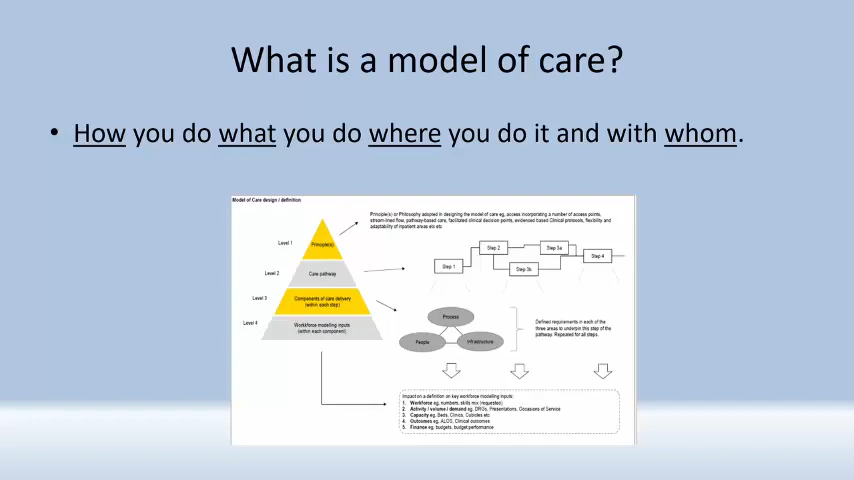 What is a model of care?
• How you do what you do where you do it and with whom.
Model of Care design / definition
Principle(s) or Philosophy adopted in designing the model of care eg, access incorporating a number of access points,
stream-lined flow, pathway-based care, facilitated clinical decision points, evidenced based Clinical protocols, flexibility and
adaptability of inpatient areas etc etc
Level 1
Principle(s)
Level 2
Care pathway
Step 1
Step 2
Step 3a
Step 3b
Step 4
Level 3
Components of care delivery
(within each step)
Level 4
Workforce modelling inputs
(within each component)
Process
People
Infrastructure
Defined requirements in each of the
three areas to underpin this step of the
pathway. Repeated for all steps.
Impact on a definition on key workforce modelling inputs:
1. Workforce eg, numbers, skills mix (requested)
2. Activity / volume / demand eg, DRGs, Presentations, Occasions of Service
3. Capacity eg, Beds, Clinics, Cubicles etc
4. Outcomes eg, ALOS, Clinical outcomes
5. Finance eg, budgets, budget performance